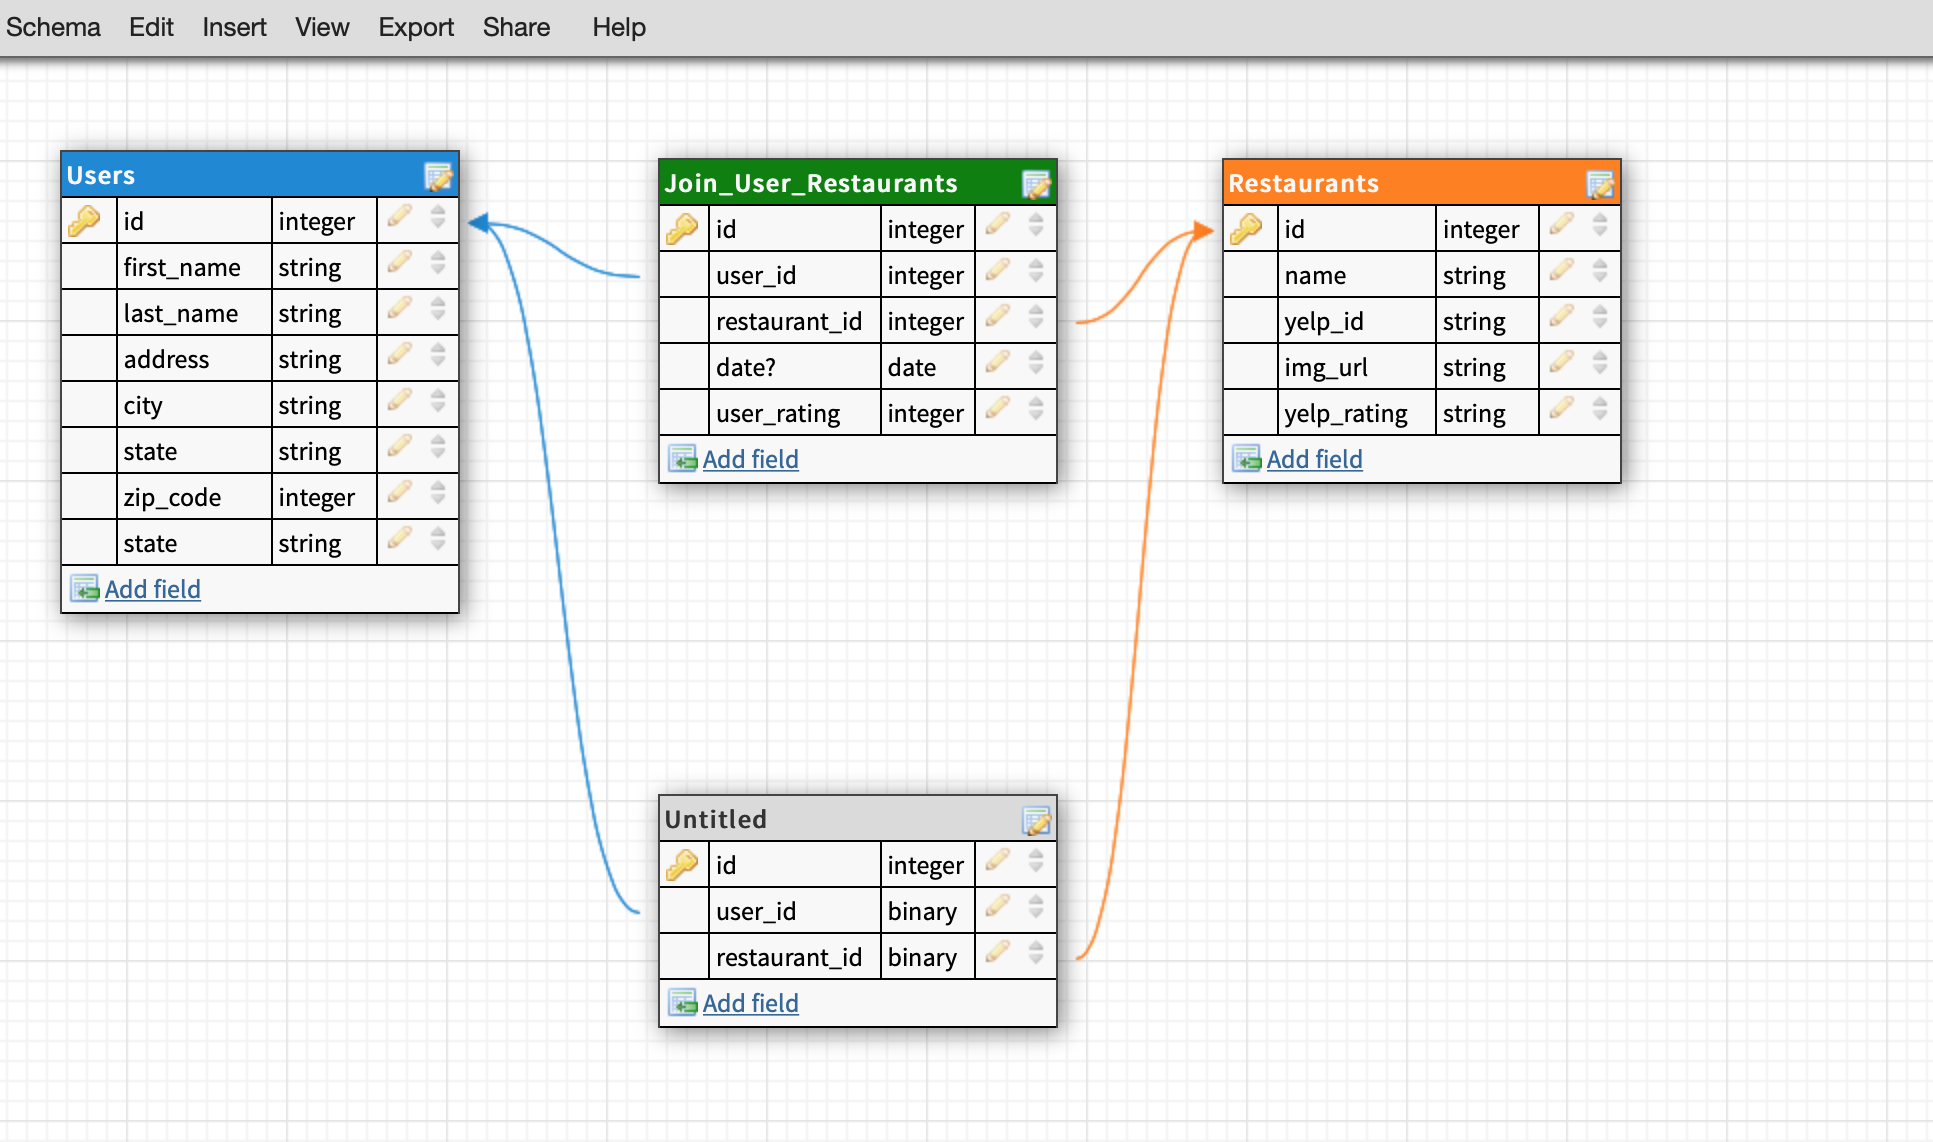 Schema Edit Insert View Export Share Help
Users
id integer
first_name string
last_name string
address string
city string
state string
zip_code integer
state string
Add field
Join_User_Restaurants
id integer
user_id integer
restaurant_id integer
date? date
user_rating integer
Add field
Restaurants
id integer
name string
yelp_id string
img_url string
yelp_rating string
Add field
Untitled
id integer
user_id binary
restaurant_id binary
Add field